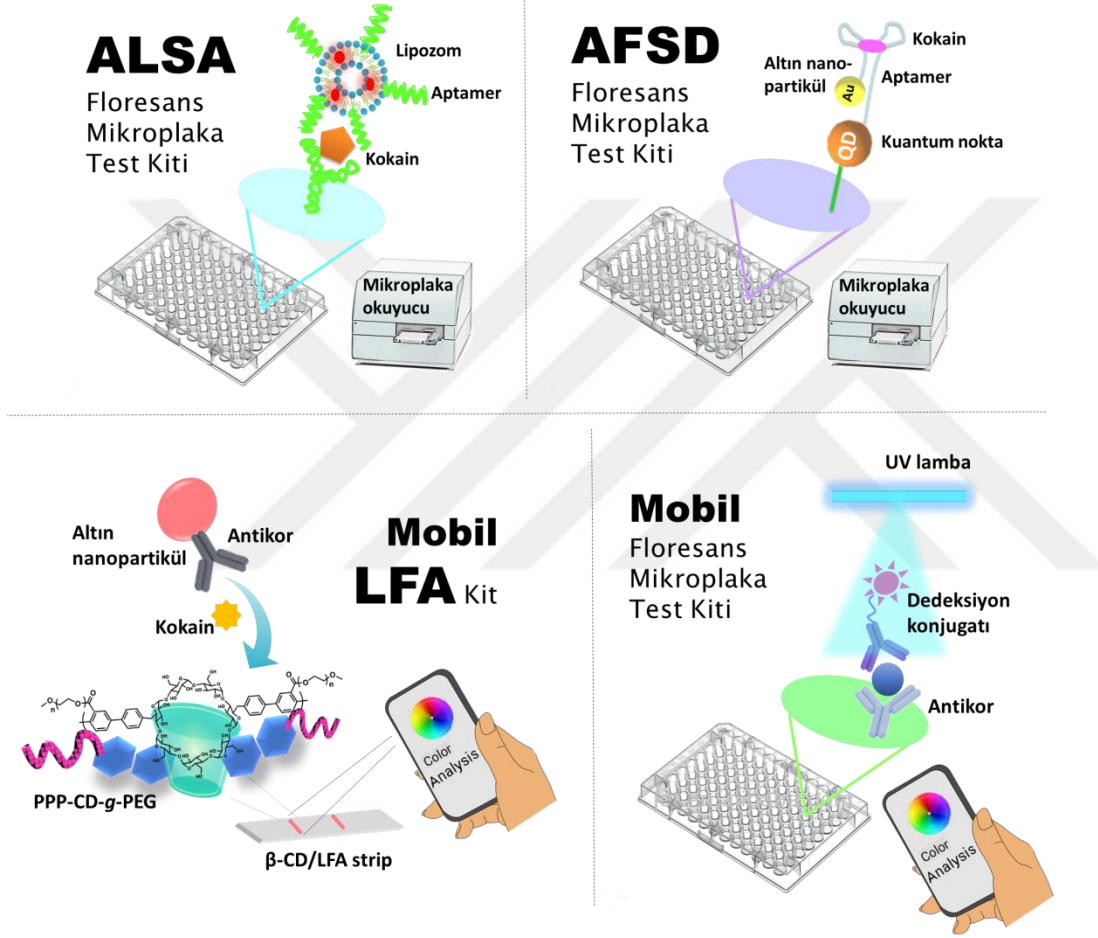 ALSA
Floresans
Mikroplaka
Test Kiti
Lipozom
Aptamer
Kokain
Mikroplaka
okuyucu
AFSD
Floresans
Mikroplaka
Test Kiti
Altın nano-
partikül
Au
Kokain
Aptamer
QD
Kuantum nokta
Mikroplaka
okuyucu
Mobil
LFA Kit
Altın
nanopartikül
Antikor
Kokain
PPP-CD-g-PEG
β-CD/LFA strip
Color
Analysis
Mobil
Floresans
Mikroplaka
Test Kiti
UV lamba
Dedeksiyon
konjugatı
Antikor
Color
Analysis